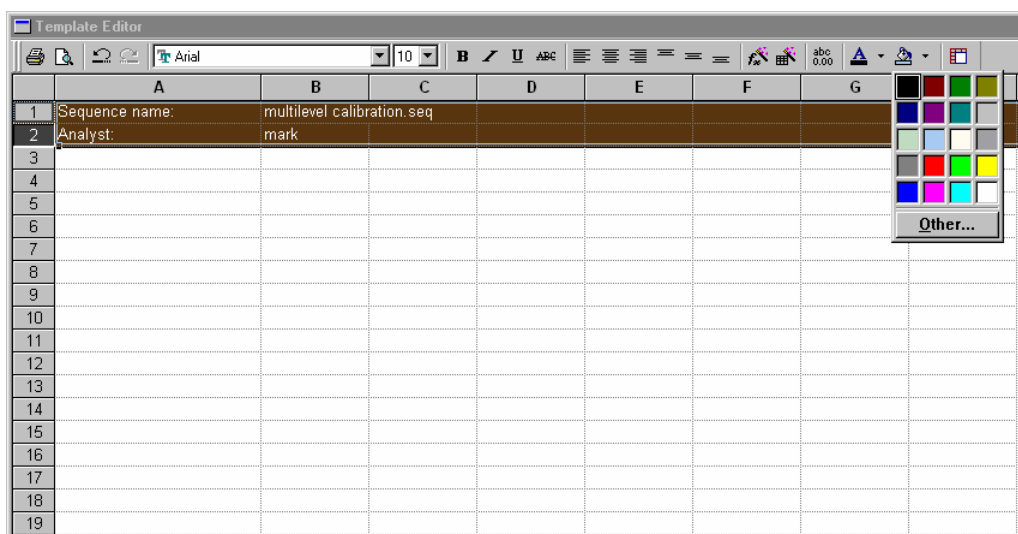 Template Editor
Arial 10 B I U ABC abc 0.00 A
A B C D E F G
1 Sequence name: multilevel calibration.seq
2 Analyst: mark
3
4
5
6
Other...
7
8
9
10
11
12
13
14
15
16
17
18
19